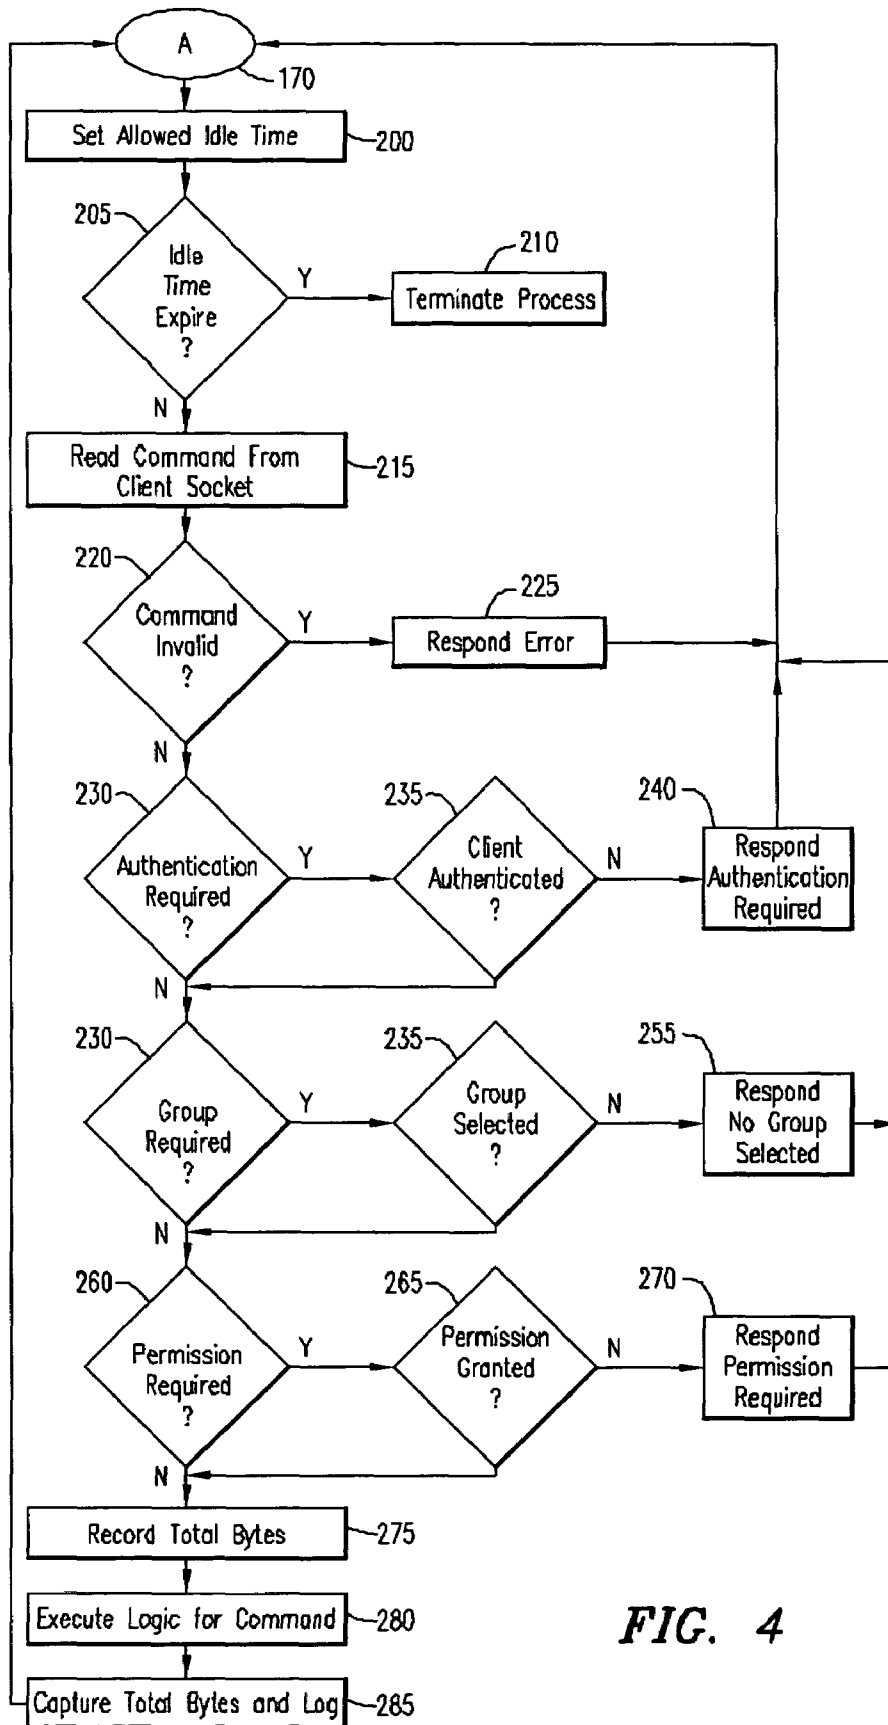 A
170
Set Allowed Idle Time
200
205
Idle
Time
Expire
?
Y
210
Terminate Process
N
Read Command From
Client Socket
215
220
Command
Invalid
?
Y
225
Respond Error
N
230
Authentication
Required
?
Y
235
Client
Authenticated
?
N
240
Respond
Authentication
Required
N
230
Group
Required
?
Y
235
Group
Selected
?
N
255
Respond
No Group
Selected
N
260
Permission
Required
?
Y
265
Permission
Granted
?
N
270
Respond
Permission
Required
N
Record Total Bytes
275
Execute Logic for Command
280
Capture Total Bytes and Log
285
FIG. 4